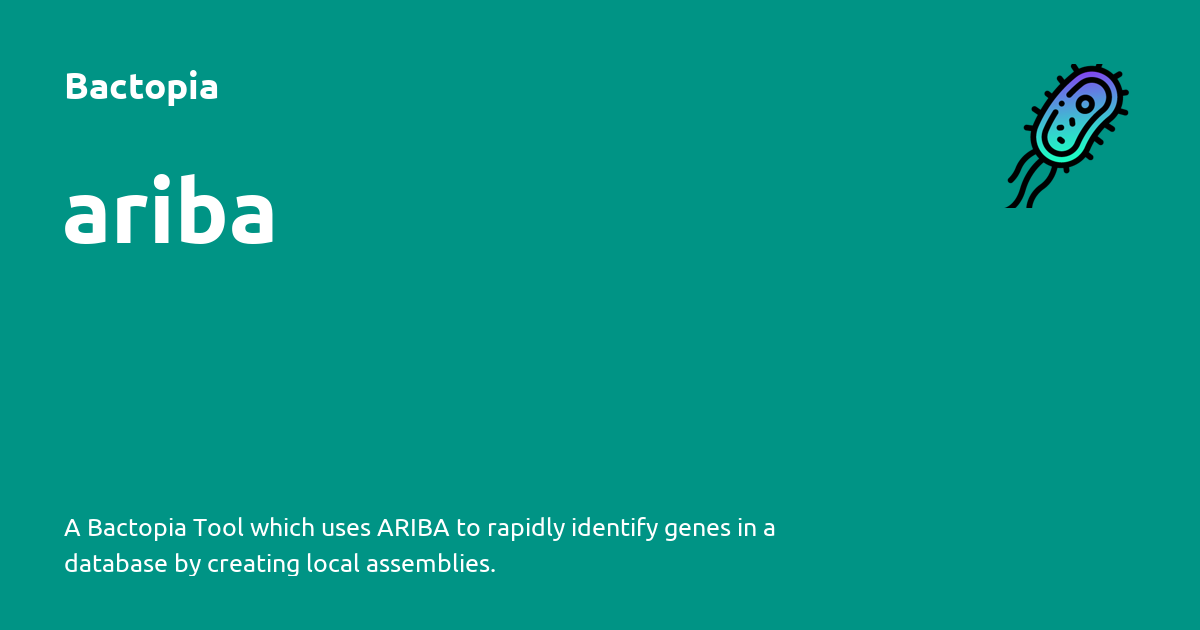 Bactopia
ariba
A Bactopia Tool which uses ARIBA to rapidly identify genes in a
database by creating local assemblies.